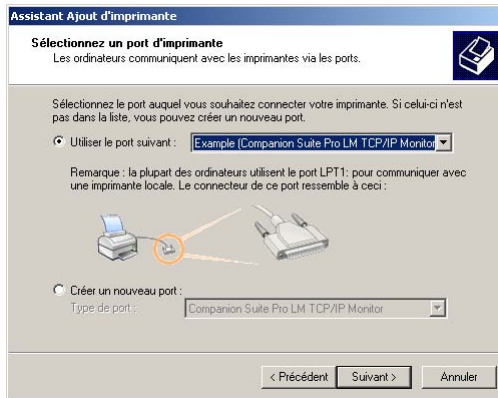 Assistant Ajout d'imprimante
Sélectionnez un port d'imprimante
Les ordinateurs communiquent avec les imprimantes via les ports.
Sélectionnez le port auquel vous souhaitez connecter votre imprimante. Si celui-ci n'est
pas dans la liste, vous pouvez créer un nouveau port.
Utiliser le port suivant :
Example (Companion Suite Pro LM TCP/IP Monitor
Remarque : la plupart des ordinateurs utilisent le port LPT1: pour communiquer avec
une imprimante locale. Le connecteur de ce port ressemble à ceci :
Créer un nouveau port :
Type de port :
Companion Suite Pro LM TCP/IP Monitor
< Précédent
Suivant >
Annuler